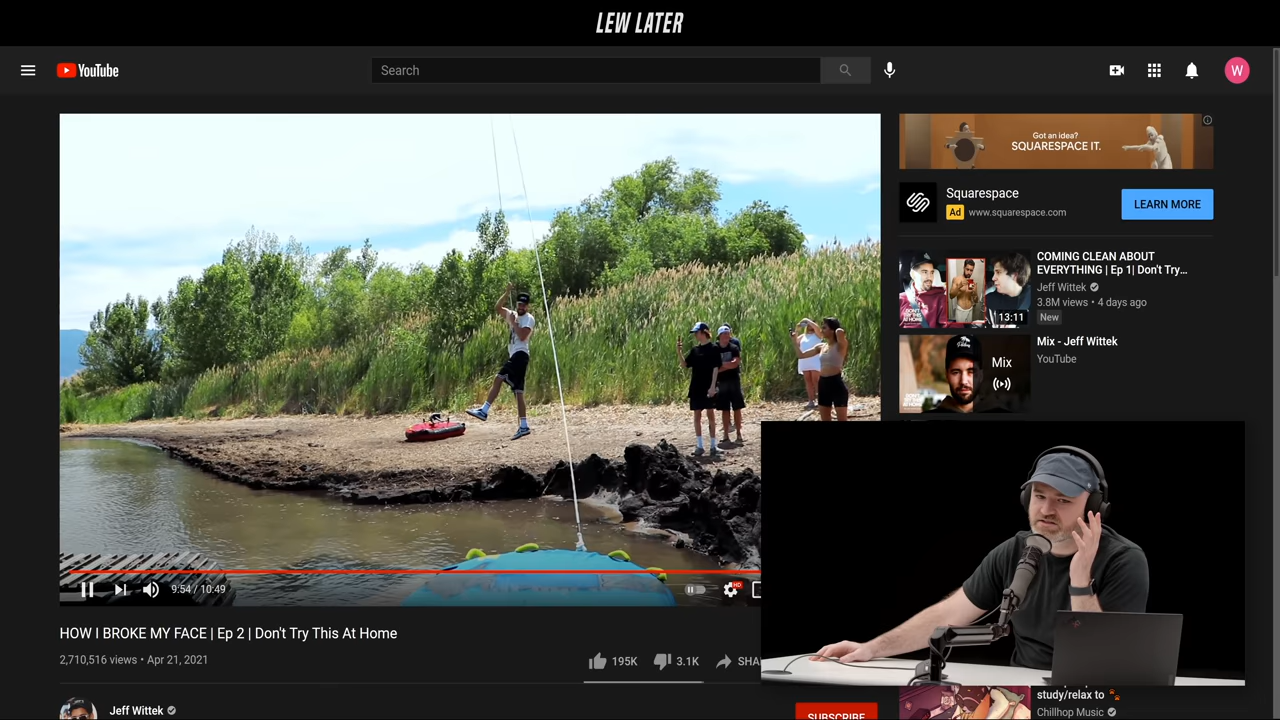 LEW LATER
YouTube
Search
W
Got an idea?
SQUARESPACE IT.
Squarespace
Ad www.squarespace.com
LEARN MORE
COMING CLEAN ABOUT
EVERYTHING | Ep 1| Don't Try…
Jeff Wittek
3.8M views • 4 days ago
New
13:11
Mix - Jeff Wittek
YouTube
Mix
9:54 / 10:49
HD
HOW I BROKE MY FACE | Ep 2 | Don't Try This At Home
2,710,516 views • Apr 21, 2021
195K
3.1K
SHA
Jeff Wittek
SUBSCRIBE
study/relax to
Chillhop Music